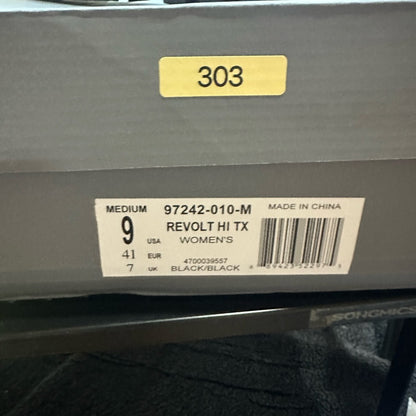 303
MEDIUM 97242-010-M MADE IN CHINA
9 USA REVOLT HI TX
WOMEN'S
41 EUR
4700039557
7 UK BLACK/BLACK
SONGMICS